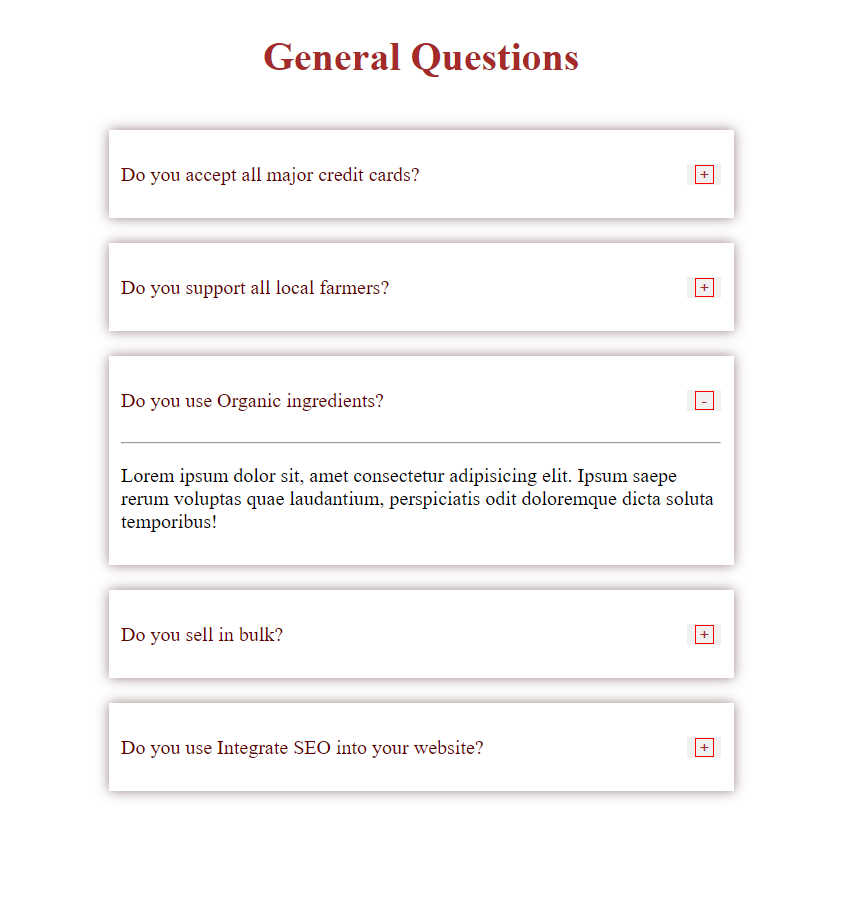 General Questions
Do you accept all major credit cards? +
Do you support all local farmers? +
Do you use Organic ingredients? -
Lorem ipsum dolor sit, amet consectetur adipisicing elit. Ipsum saepe
rerum voluptas quae laudantium, perspiciatis odit doloremque dicta soluta
temporibus!
Do you sell in bulk? +
Do you use Integrate SEO into your website? +